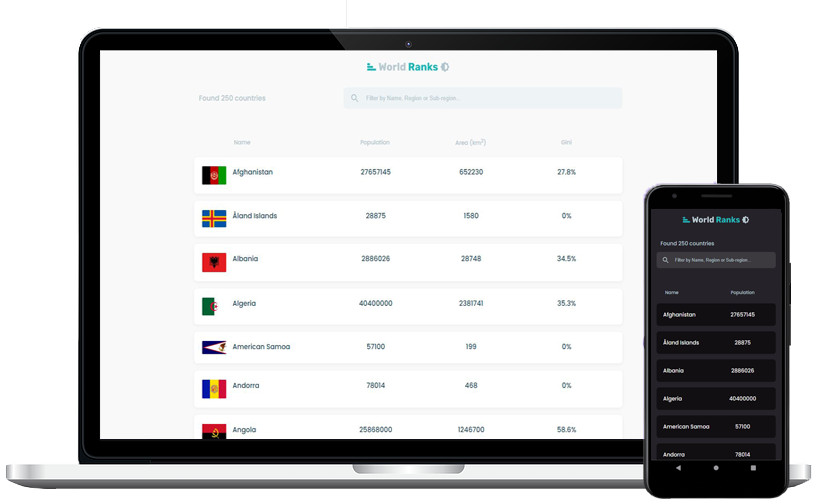 World Ranks
Found 250 countries
Filter by Name, Region or Sub-region...
Name Population Area (km²) Gini
Afghanistan 27657145 652230 27.8%
Åland Islands 28875 1580 0%
Albania 2886026 28748 34.5%
Algeria 40400000 2381741 35.3%
American Samoa 57100 199 0%
Andorra 78014 468 0%
Angola 25868000 1246700 58.6%
World Ranks
Found 250 countries
Filter by Name, Region or Sub-region...
Name Population
Afghanistan 27657145
Åland Islands 28875
Albania 2886026
Algeria 40400000
American Samoa 57100
Andorra 78014